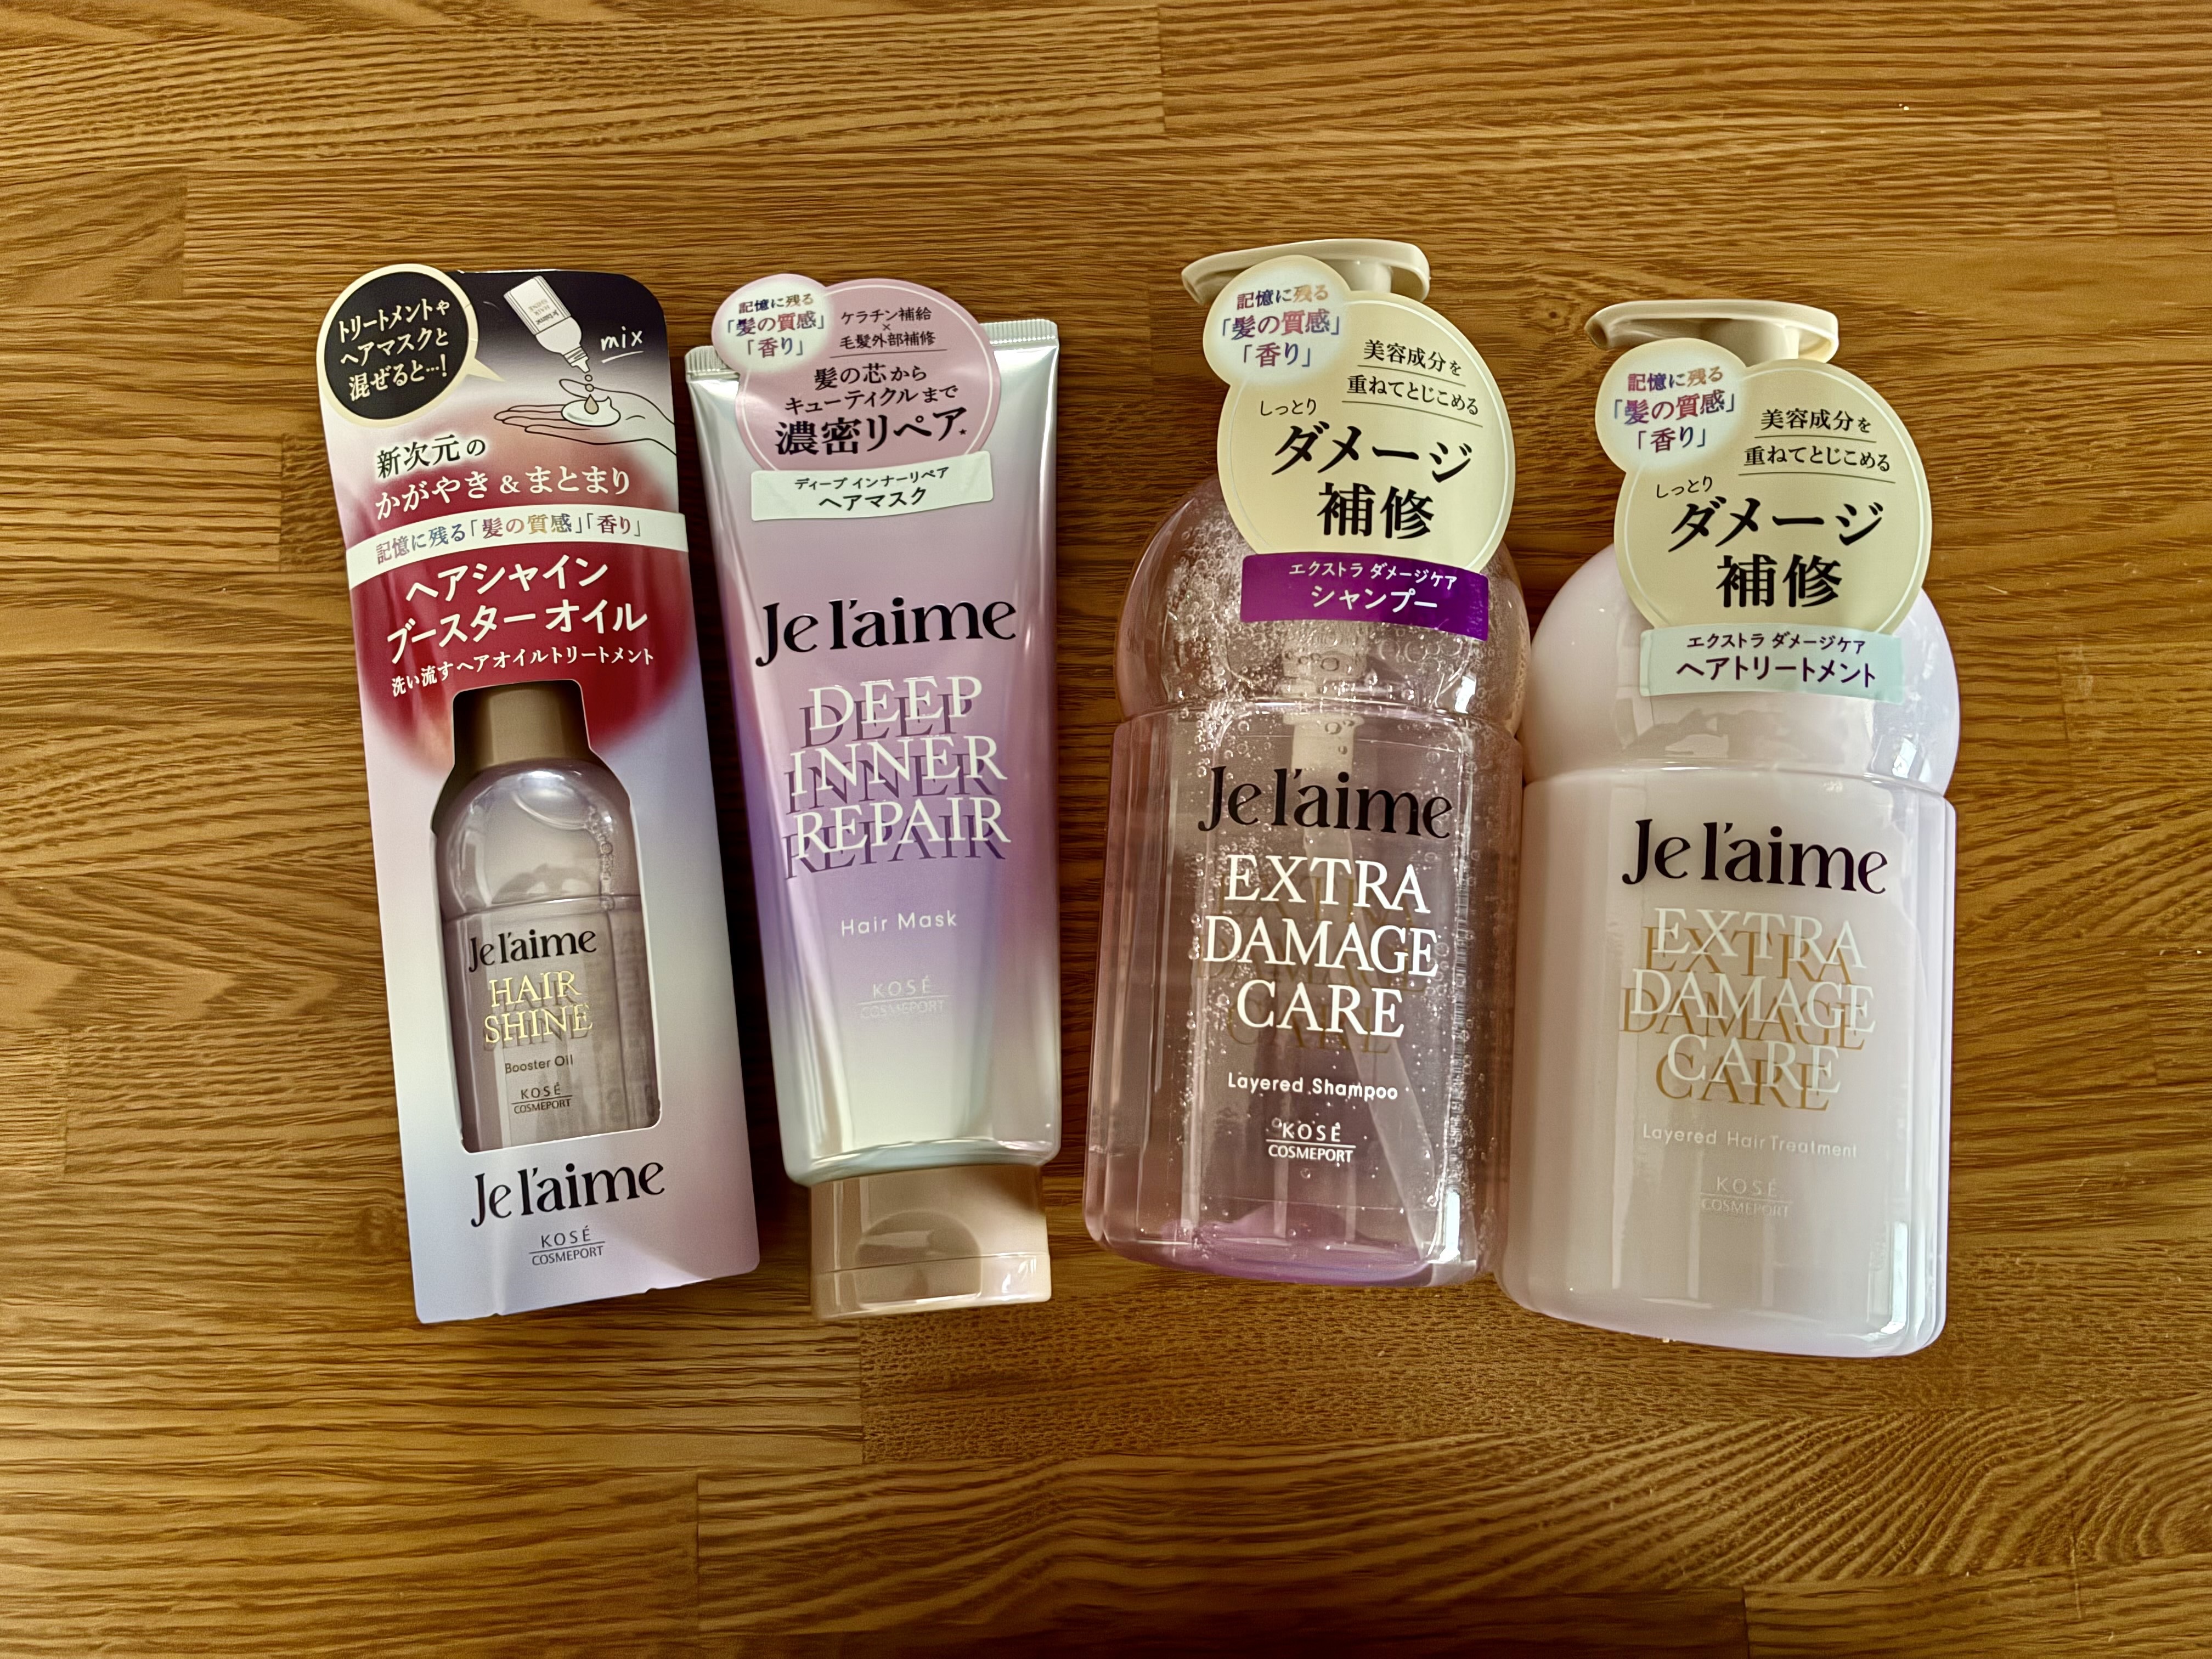 トリートメントや
ヘアマスクと
混ぜると…!
mix
新次元の
かがやき & まとまり
記憶に残る「髪の質感」「香り」
ヘアシャイン
ブースター オイル
洗い流すヘアオイルトリートメント
Je l'aime
HAIR
SHINE
Booster Oil
KOSÉ
COSMEPORT
Je l'aime
KOSÉ
COSMEPORT
記憶に残る
「髪の質感」
「香り」
ケラチン補給
×
毛髪外部補修
髪の芯から
キューティクルまで
濃密リペア*
ディープ インナーリペア
ヘアマスク
Je l'aime
DEEP
INNER
REPAIR
Hair Mask
KOSÉ
COSMEPORT
記憶に残る
「髪の質感」
「香り」
美容成分を
重ねてとじこめる
しっとり
ダメージ
補修
エクストラ ダメージケア
シャンプー
Je l'aime
EXTRA
DAMAGE
CARE
Layered Shampoo
KOSÉ
COSMEPORT
記憶に残る
「髪の質感」
「香り」
美容成分を
重ねてとじこめる
しっとり
ダメージ
補修
エクストラ ダメージケア
ヘアトリートメント
Je l'aime
EXTRA
DAMAGE
CARE
Layered Hair Treatment
KOSÉ
COSMEPORT